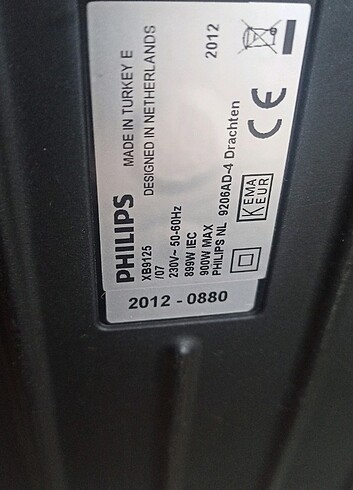 PHILIPS
MADE IN TURKEY E
DESIGNED IN NETHERLANDS
2012
XB9125
/07
230V~ 50-60Hz
899W IEC
900W MAX
PHILIPS NL 9206AD-4 Drachten
KEMA
KEUR
CE
2012 - 0880